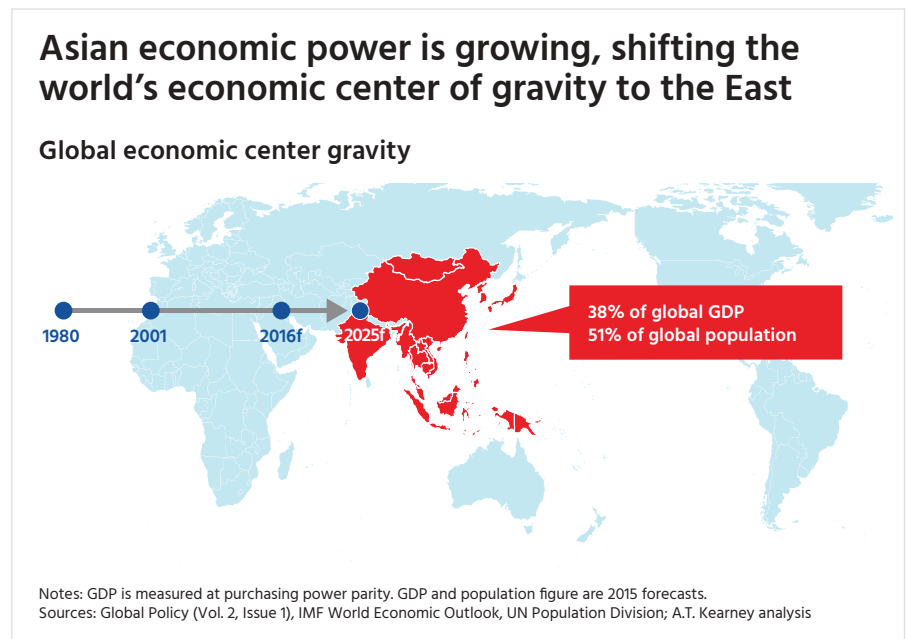 Asian economic power is growing, shifting the
world's economic center of gravity to the East
Global economic center gravity
38% of global GDP
51% of global population
1980
2001
2016f
2025f
Notes: GDP is measured at purchasing power parity. GDP and population figure are 2015 forecasts.
Sources: Global Policy (Vol. 2, Issue 1), IMF World Economic Outlook, UN Population Division; A.T. Kearney analysis